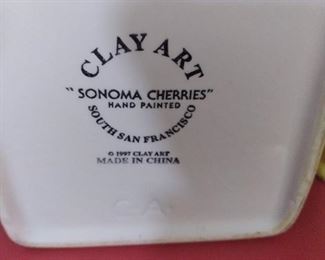 CLAY ART
"SONOMA CHERRIES"
HAND PAINTED
SOUTH SAN FRANCISCO
© 1997 CLAY ART
MADE IN CHINA